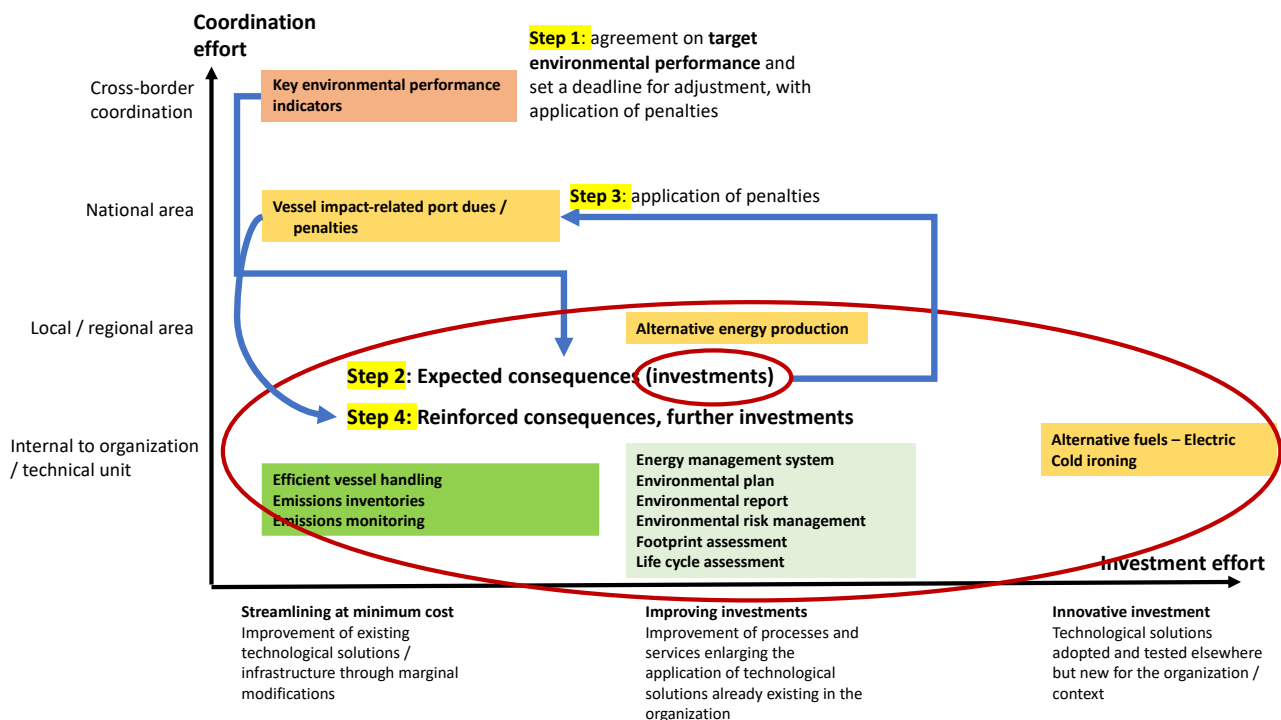 Coordination
effort
Step 1: agreement on target
environmental performance and
set a deadline for adjustment, with
application of penalties
Cross-border
coordination
Key environmental performance
indicators
National area
Vessel impact-related port dues /
penalties
Step 3: application of penalties
Local / regional area
Alternative energy production
Step 2: Expected consequences (investments)
Step 4: Reinforced consequences, further investments
Internal to organization
/ technical unit
Efficient vessel handling
Emissions inventories
Emissions monitoring
Energy management system
Environmental plan
Environmental report
Environmental risk management
Footprint assessment
Life cycle assessment
Alternative fuels – Electric
Cold ironing
Investment effort
Streamlining at minimum cost
Improvement of existing
technological solutions /
infrastructure through marginal
modifications
Improving investments
Improvement of processes and
services enlarging the
application of technological
solutions already existing in the
organization
Innovative investment
Technological solutions
adopted and tested elsewhere
but new for the organization /
context